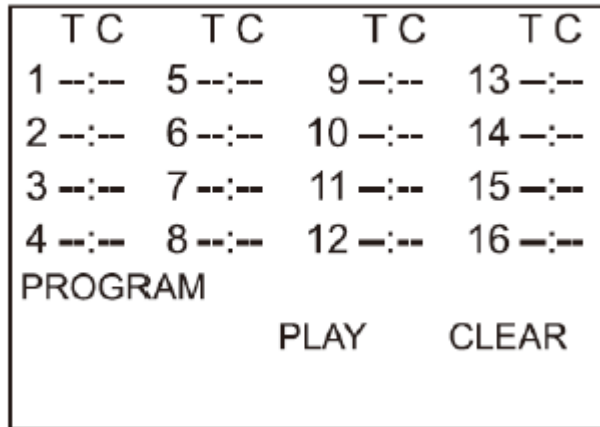 T C T C T C T C
1 --:-- 5 --:-- 9 --:-- 13 --:--
2 --:-- 6 --:-- 10 --:-- 14 --:--
3 --:-- 7 --:-- 11 --:-- 15 --:--
4 --:-- 8 --:-- 12 --:-- 16 --:--
PROGRAM
PLAY CLEAR